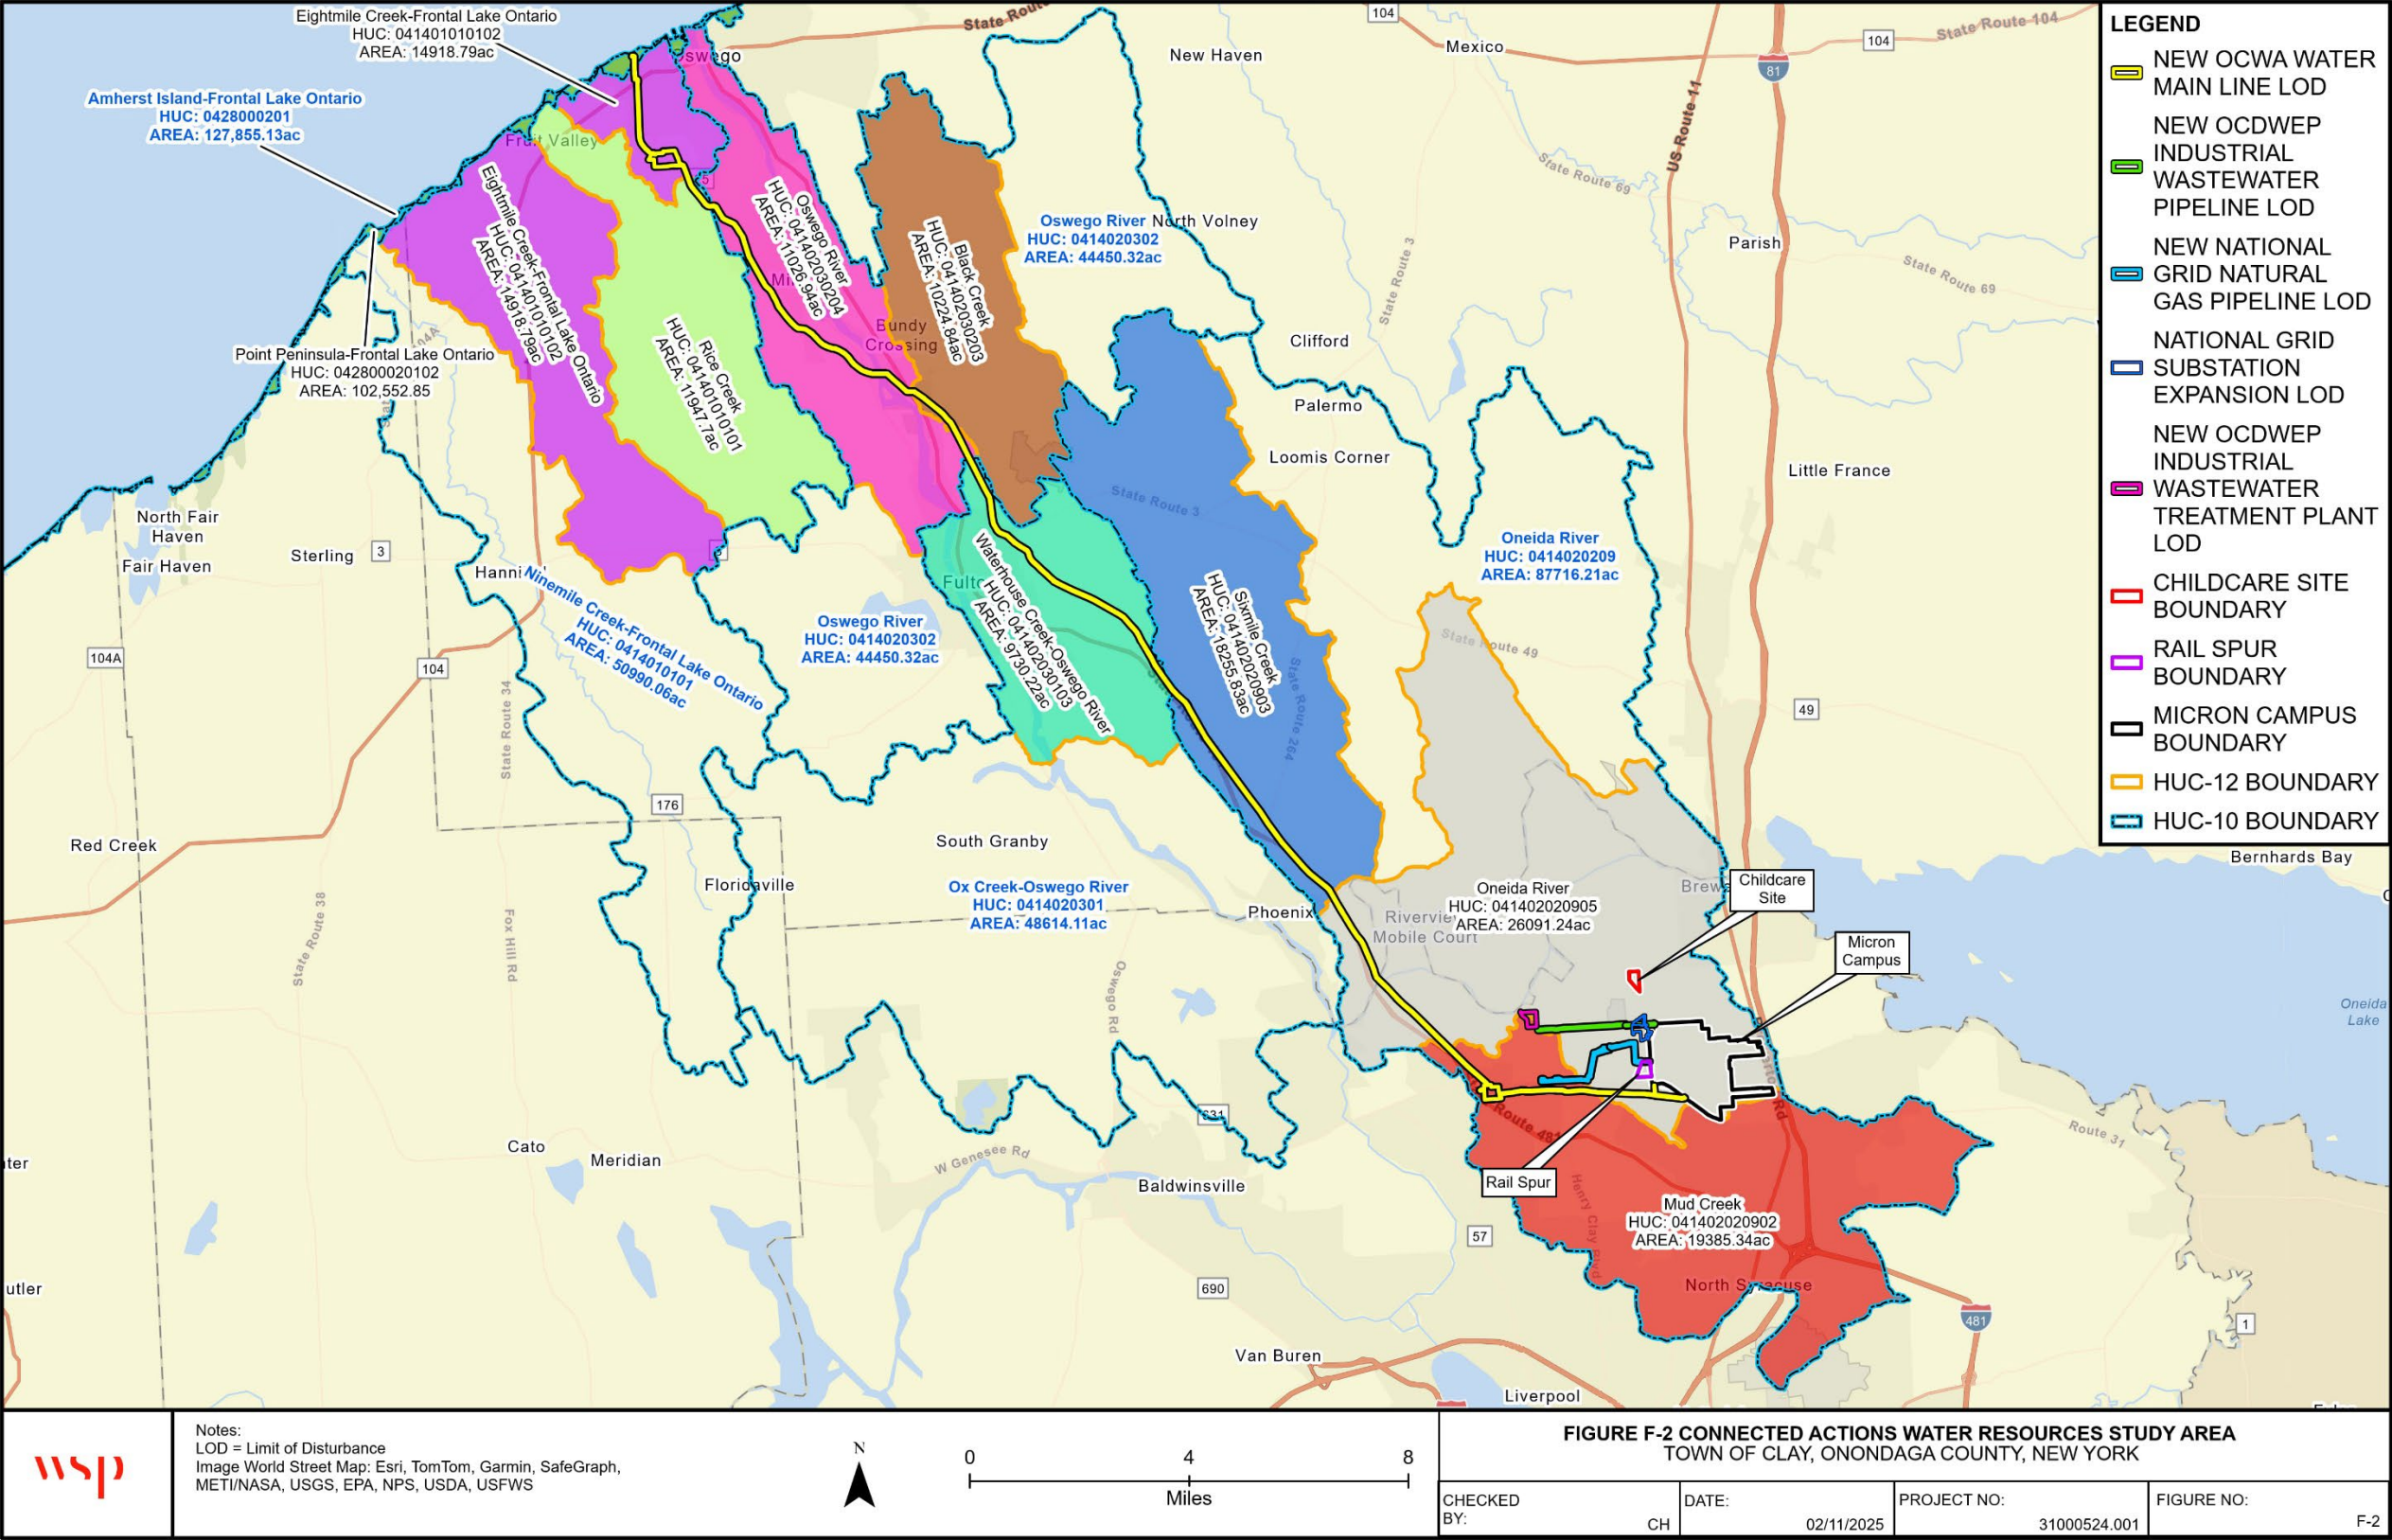 Eightmile Creek-Frontal Lake Ontario
HUC: 041401010102
AREA: 14918.79ac
Amherst Island-Frontal Lake Ontario
HUC: 0428000201
AREA: 127,855.13ac
Point Peninsula-Frontal Lake Ontario
HUC: 042800020102
AREA: 102,552.85
Eightmile Creek-Frontal Lake Ontario
HUC: 041401010102
AREA: 14918.79ac
Rice Creek
HUC: 041401010101
AREA: 11947.7ac
Oswego River
HUC: 041402030204
AREA: 11026.94ac
Black Creek
HUC: 041402030203
AREA: 10224.84ac
Oswego River
HUC: 0414020302
AREA: 44450.32ac
Oneida River
HUC: 0414020209
AREA: 87716.21ac
Ninemile Creek-Frontal Lake Ontario
HUC: 0414010101
AREA: 50990.06ac
Oswego River
HUC: 0414020302
AREA: 44450.32ac
Waterhouse Creek-Oswego River
HUC: 041402030103
AREA: 9730.22ac
Sixmile Creek
HUC: 041402020903
AREA: 18255.83ac
Ox Creek-Oswego River
HUC: 0414020301
AREA: 48614.11ac
Oneida River
HUC: 041402020905
AREA: 26091.24ac
Mud Creek
HUC: 041402020902
AREA: 19385.34ac
Childcare
Site
Micron
Campus
Rail Spur
Oswego
Fruit Valley
Bundy
Crossing
New Haven
Mexico
North Volney
Parish
Clifford
Palermo
Loomis Corner
Little France
North Fair
Haven
Fair Haven
Sterling
Red Creek
South Granby
Phoenix
Riverview
Mobile Court
Bernhards Bay
Oneida
Lake
Cato
Meridian
Baldwinsville
Van Buren
Liverpool
North Syracuse
State Route 104
104
104
81
US Route 11
State Route 69
State Route 69
State Route 3
State Route 3
State Route 49
49
State Route 264
3
104A
104
State Route 34
176
State Route 38
Fox Hill Rd
Oswego Rd
W Genesee Rd
631
690
57
Route 481
Henry Clay Blvd
481
Route 31
1
LEGEND
NEW OCWA WATER
MAIN LINE LOD
NEW OCDWEP
INDUSTRIAL
WASTEWATER
PIPELINE LOD
NEW NATIONAL
GRID NATURAL
GAS PIPELINE LOD
NATIONAL GRID
SUBSTATION
EXPANSION LOD
NEW OCDWEP
INDUSTRIAL
WASTEWATER
TREATMENT PLANT
LOD
CHILDCARE SITE
BOUNDARY
RAIL SPUR
BOUNDARY
MICRON CAMPUS
BOUNDARY
HUC-12 BOUNDARY
HUC-10 BOUNDARY
wsp
Notes:
LOD = Limit of Disturbance
Image World Street Map: Esri, TomTom, Garmin, SafeGraph,
METI/NASA, USGS, EPA, NPS, USDA, USFWS
N
0 4 8
Miles
FIGURE F-2 CONNECTED ACTIONS WATER RESOURCES STUDY AREA
TOWN OF CLAY, ONONDAGA COUNTY, NEW YORK
CHECKED
BY: CH
DATE: 02/11/2025
PROJECT NO: 31000524.001
FIGURE NO: F-2